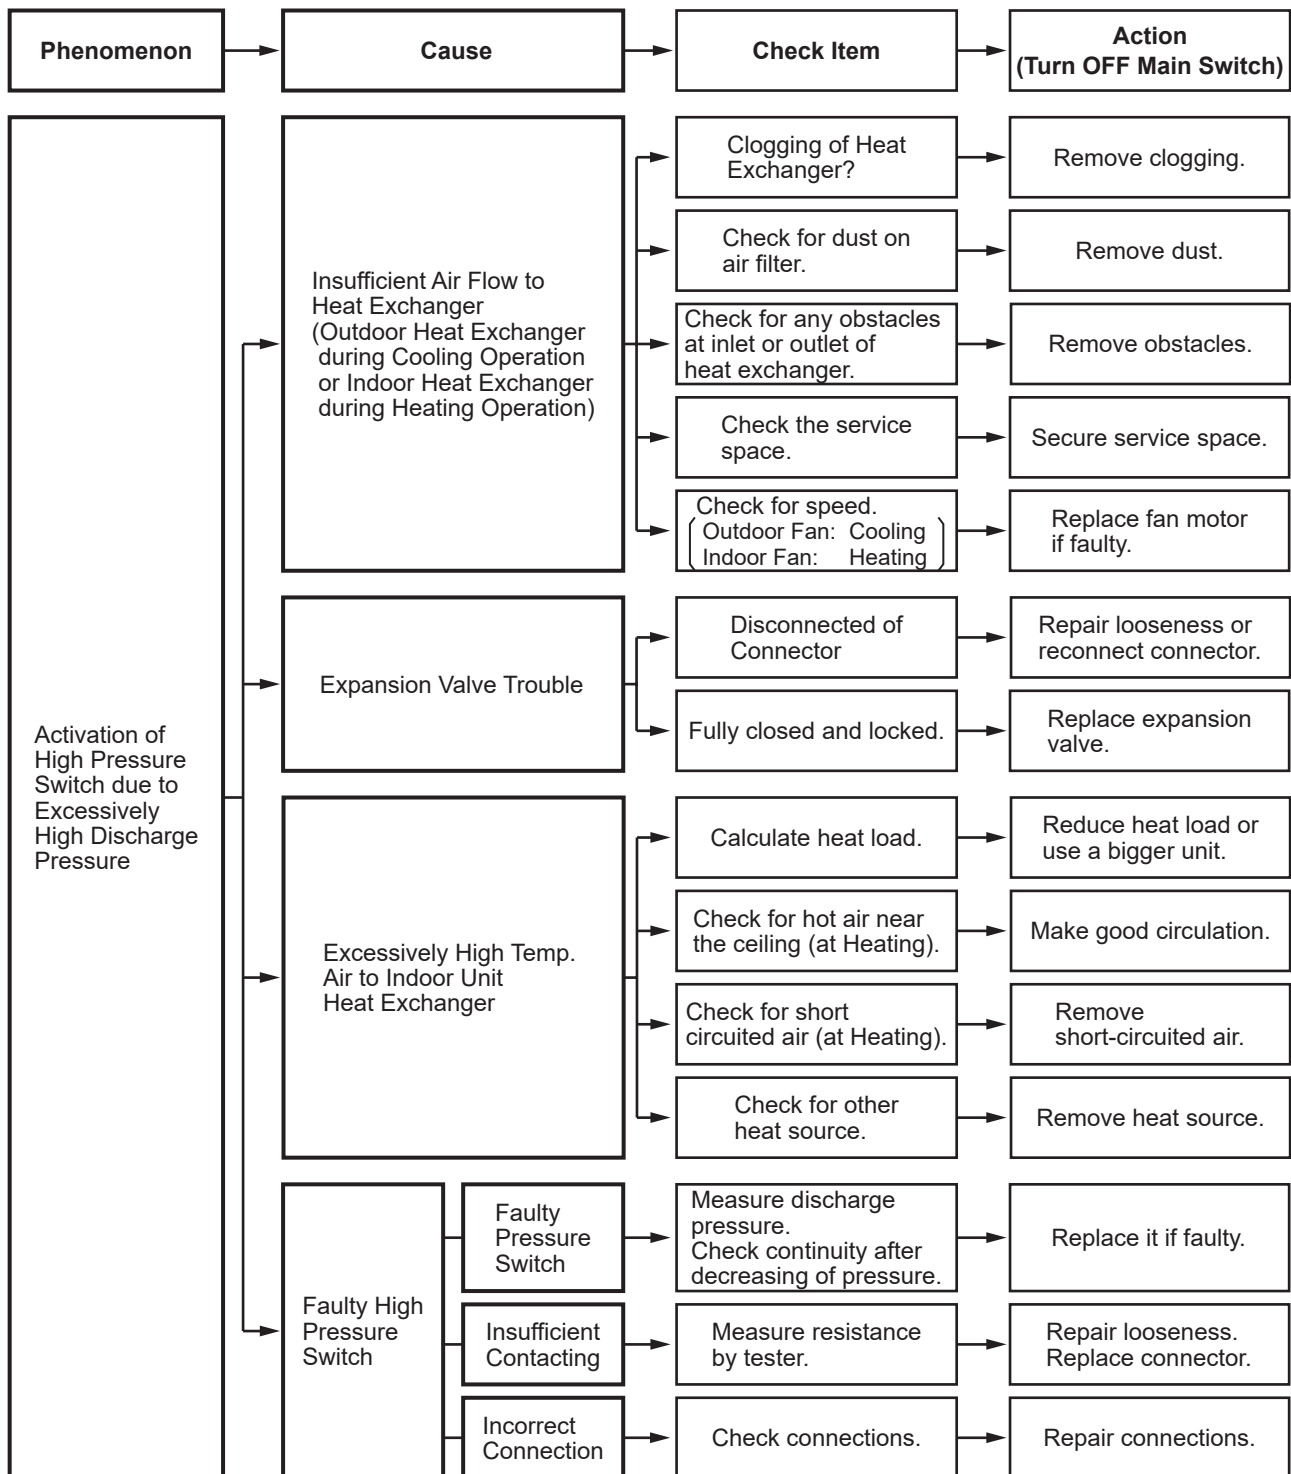 Phenomenon
Cause
Check Item
Action
(Turn OFF Main Switch)
Activation of
High Pressure
Switch due to
Excessively
High Discharge
Pressure
Insufficient Air Flow to
Heat Exchanger
(Outdoor Heat Exchanger
during Cooling Operation
or Indoor Heat Exchanger
during Heating Operation)
Clogging of Heat
Exchanger?
Remove clogging.
Check for dust on
air filter.
Remove dust.
Check for any obstacles
at inlet or outlet of
heat exchanger.
Remove obstacles.
Check the service
space.
Secure service space.
Check for speed.
Outdoor Fan: Cooling
Indoor Fan: Heating
Replace fan motor
if faulty.
Expansion Valve Trouble
Disconnected of
Connector
Repair looseness or
reconnect connector.
Fully closed and locked.
Replace expansion
valve.
Excessively High Temp.
Air to Indoor Unit
Heat Exchanger
Calculate heat load.
Reduce heat load or
use a bigger unit.
Check for hot air near
the ceiling (at Heating).
Make good circulation.
Check for short
circuited air (at Heating).
Remove
short-circuited air.
Check for other
heat source.
Remove heat source.
Faulty High
Pressure
Switch
Faulty
Pressure
Switch
Measure discharge
pressure.
Check continuity after
decreasing of pressure.
Replace it if faulty.
Insufficient
Contacting
Measure resistance
by tester.
Repair looseness.
Replace connector.
Incorrect
Connection
Check connections.
Repair connections.